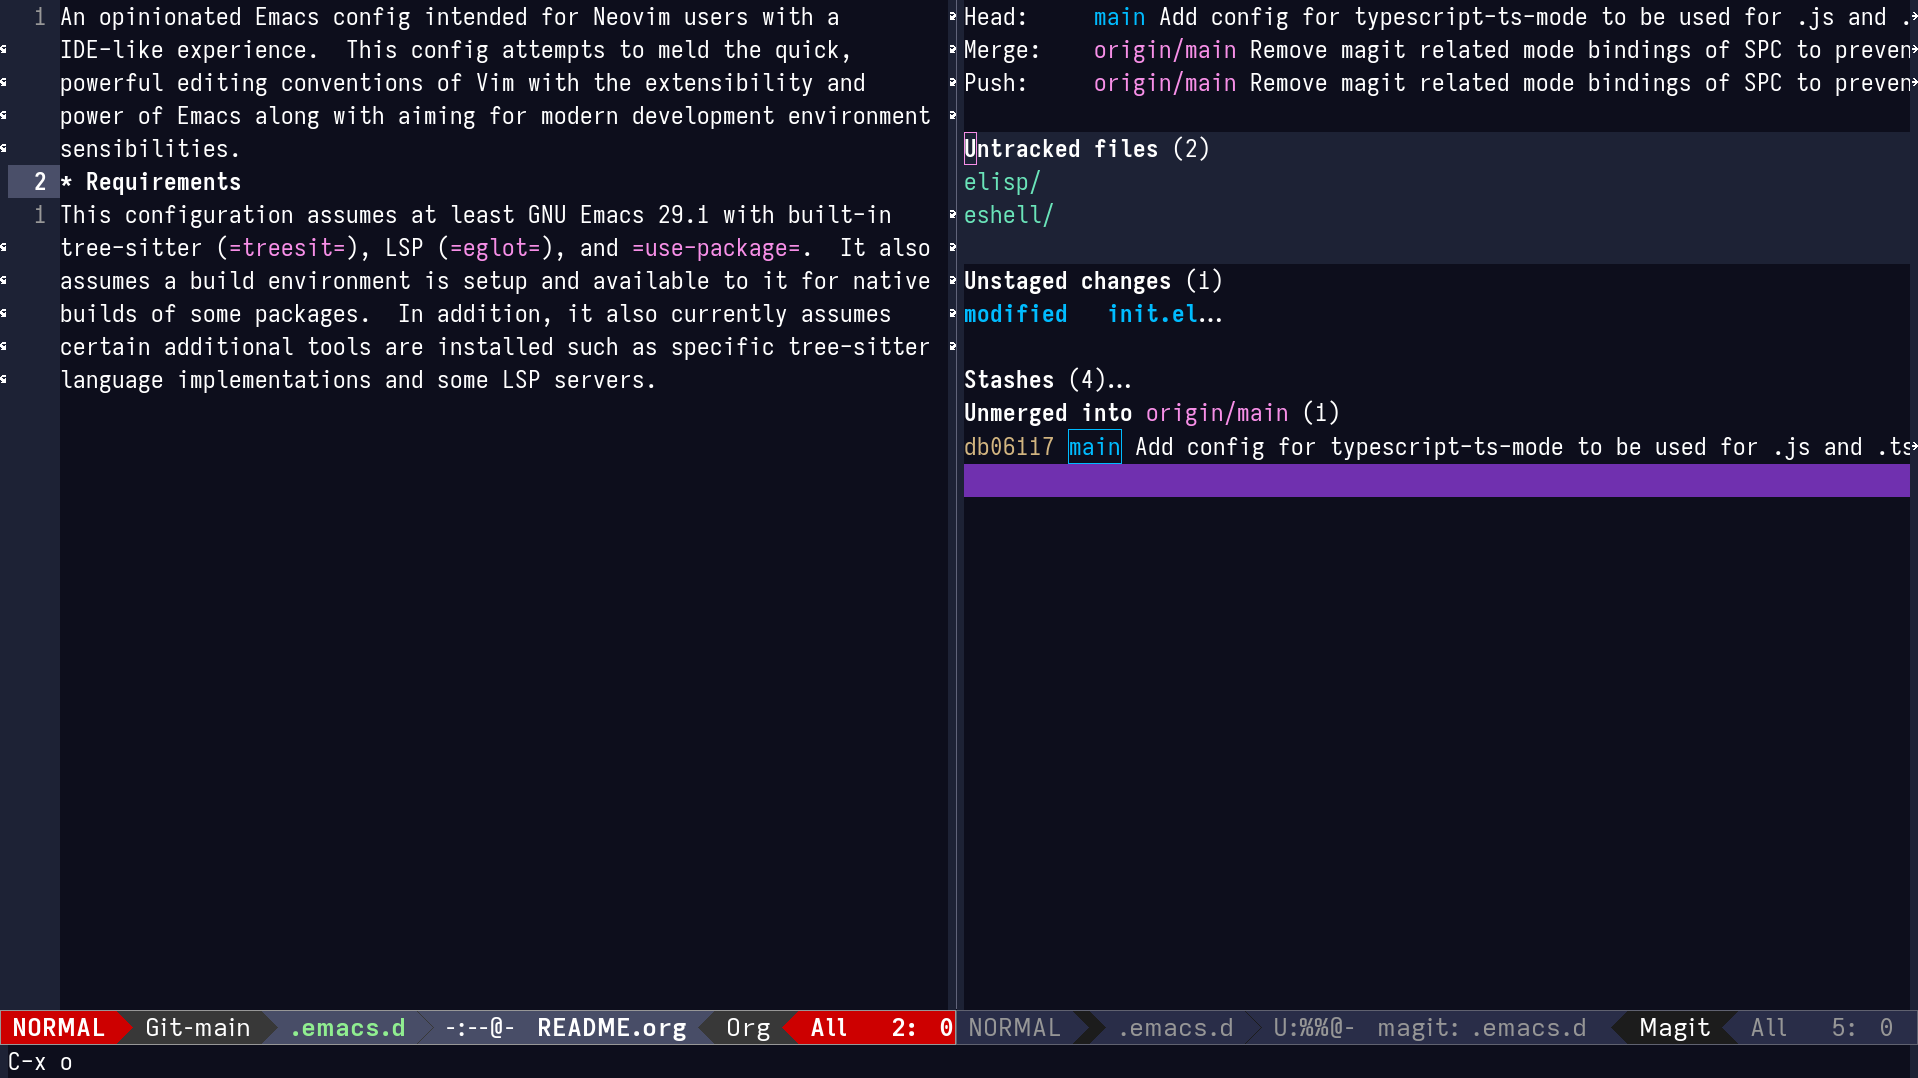 1 An opinionated Emacs config intended for Neovim users with a
IDE-like experience.  This config attempts to meld the quick,
powerful editing conventions of Vim with the extensibility and
power of Emacs along with aiming for modern development environment
sensibilities.
2 * Requirements
1 This configuration assumes at least GNU Emacs 29.1 with built-in
tree-sitter (=treesit=), LSP (=eglot=), and =use-package=.  It also
assumes a build environment is setup and available to it for native
builds of some packages.  In addition, it also currently assumes
certain additional tools are installed such as specific tree-sitter
language implementations and some LSP servers.
NORMAL Git-main .emacs.d -:--@- README.org Org All 2: 0
Head:     main Add config for typescript-ts-mode to be used for .js and .
Merge:    origin/main Remove magit related mode bindings of SPC to preven
Push:     origin/main Remove magit related mode bindings of SPC to preven
Untracked files (2)
elisp/
eshell/
Unstaged changes (1)
modified   init.el...
Stashes (4)...
Unmerged into origin/main (1)
db06117 main Add config for typescript-ts-mode to be used for .js and .ts
NORMAL .emacs.d U:%%@- magit: .emacs.d Magit All 5: 0
C-x o